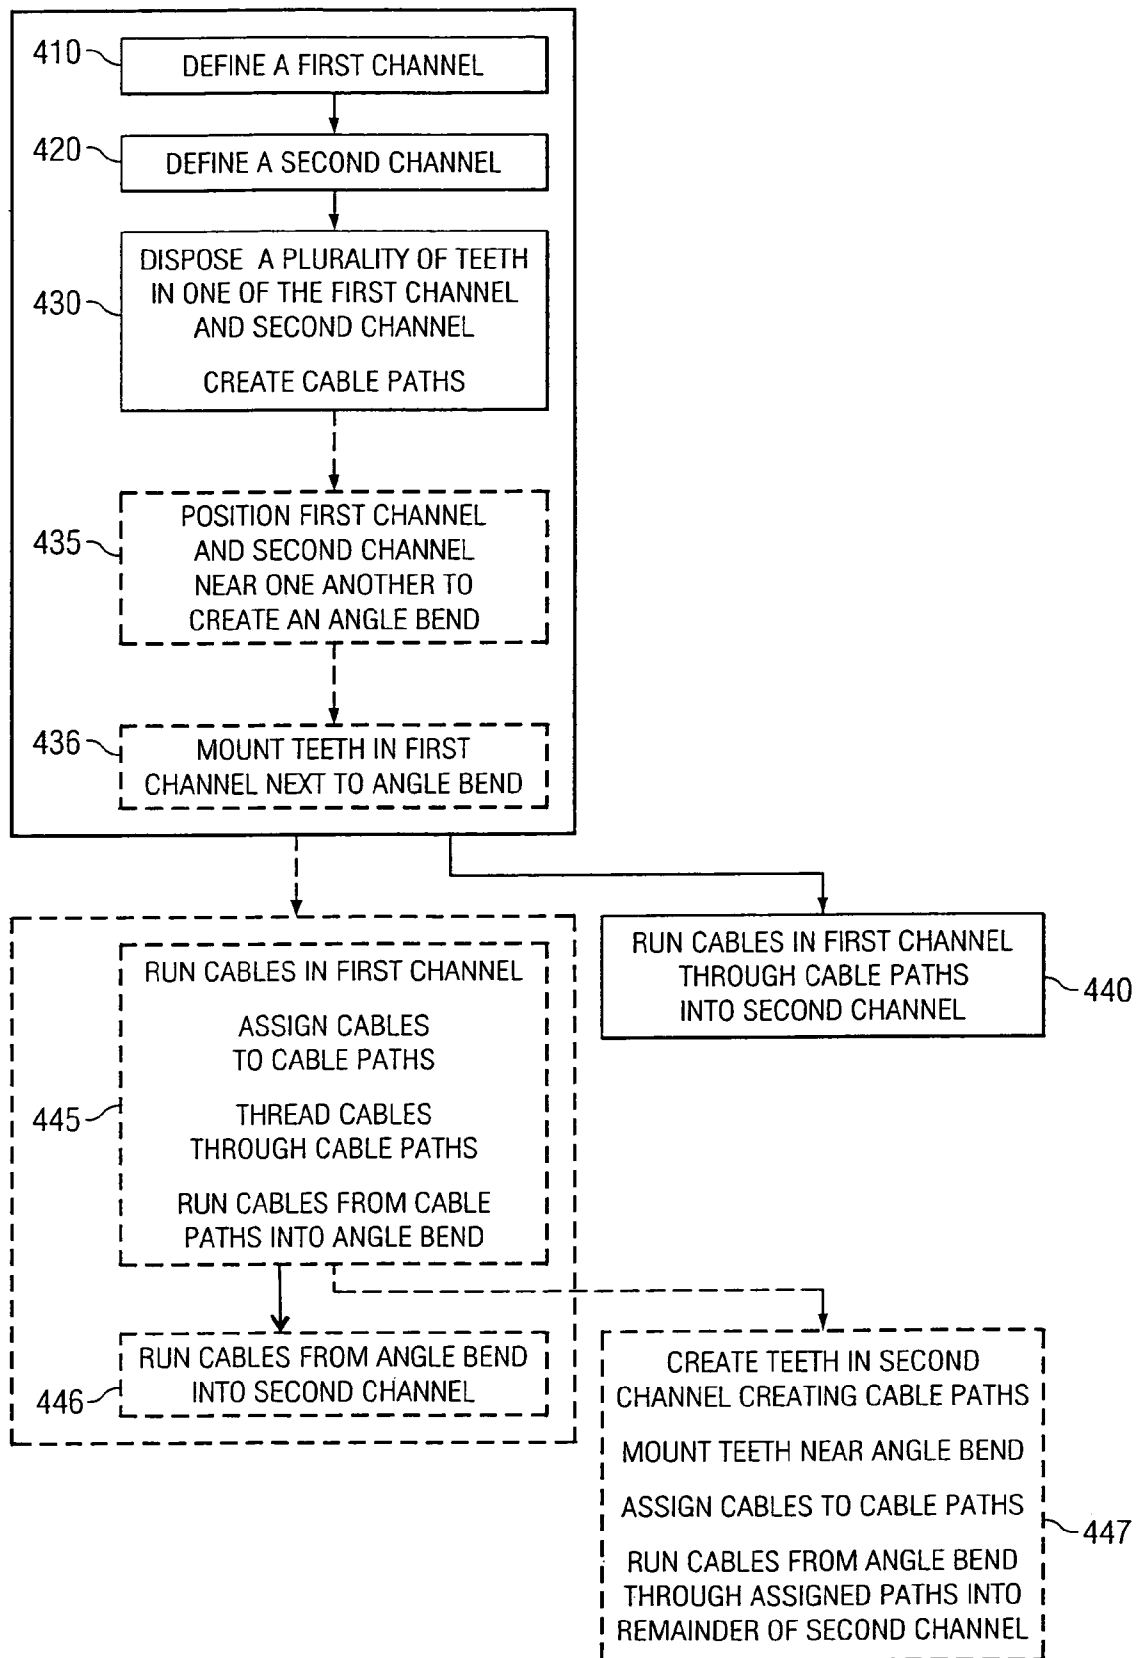 410
DEFINE A FIRST CHANNEL
420
DEFINE A SECOND CHANNEL
430
DISPOSE A PLURALITY OF TEETH
IN ONE OF THE FIRST CHANNEL
AND SECOND CHANNEL
CREATE CABLE PATHS
435
POSITION FIRST CHANNEL
AND SECOND CHANNEL
NEAR ONE ANOTHER TO
CREATE AN ANGLE BEND
436
MOUNT TEETH IN FIRST
CHANNEL NEXT TO ANGLE BEND
RUN CABLES IN FIRST CHANNEL
THROUGH CABLE PATHS
INTO SECOND CHANNEL
440
445
RUN CABLES IN FIRST CHANNEL
ASSIGN CABLES
TO CABLE PATHS
THREAD CABLES
THROUGH CABLE PATHS
RUN CABLES FROM CABLE
PATHS INTO ANGLE BEND
446
RUN CABLES FROM ANGLE BEND
INTO SECOND CHANNEL
CREATE TEETH IN SECOND
CHANNEL CREATING CABLE PATHS
MOUNT TEETH NEAR ANGLE BEND
ASSIGN CABLES TO CABLE PATHS
RUN CABLES FROM ANGLE BEND
THROUGH ASSIGNED PATHS INTO
REMAINDER OF SECOND CHANNEL
447